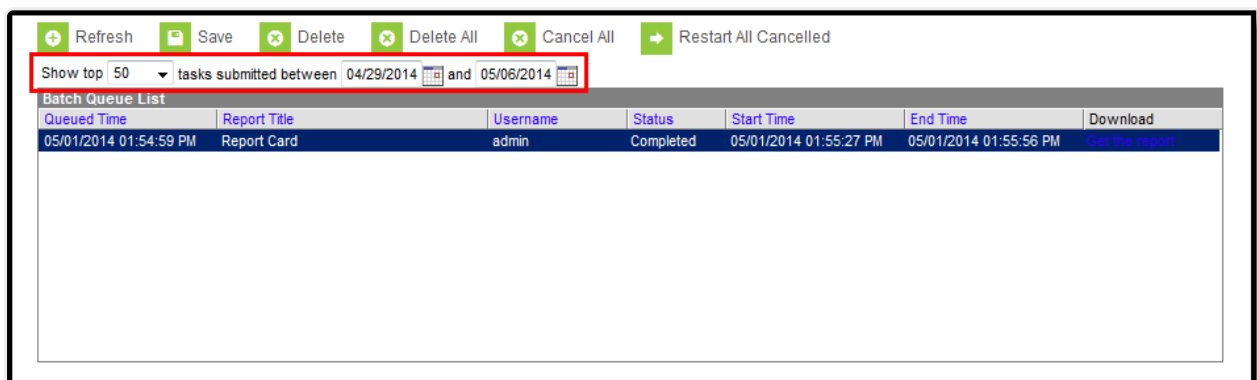 Refresh Save Delete Delete All Cancel All Restart All Cancelled
Show top 50 tasks submitted between 04/29/2014 and 05/06/2014
Batch Queue List
Queued Time Report Title Username Status Start Time End Time Download
05/01/2014 01:54:59 PM Report Card admin Completed 05/01/2014 01:55:27 PM 05/01/2014 01:55:56 PM Get the report